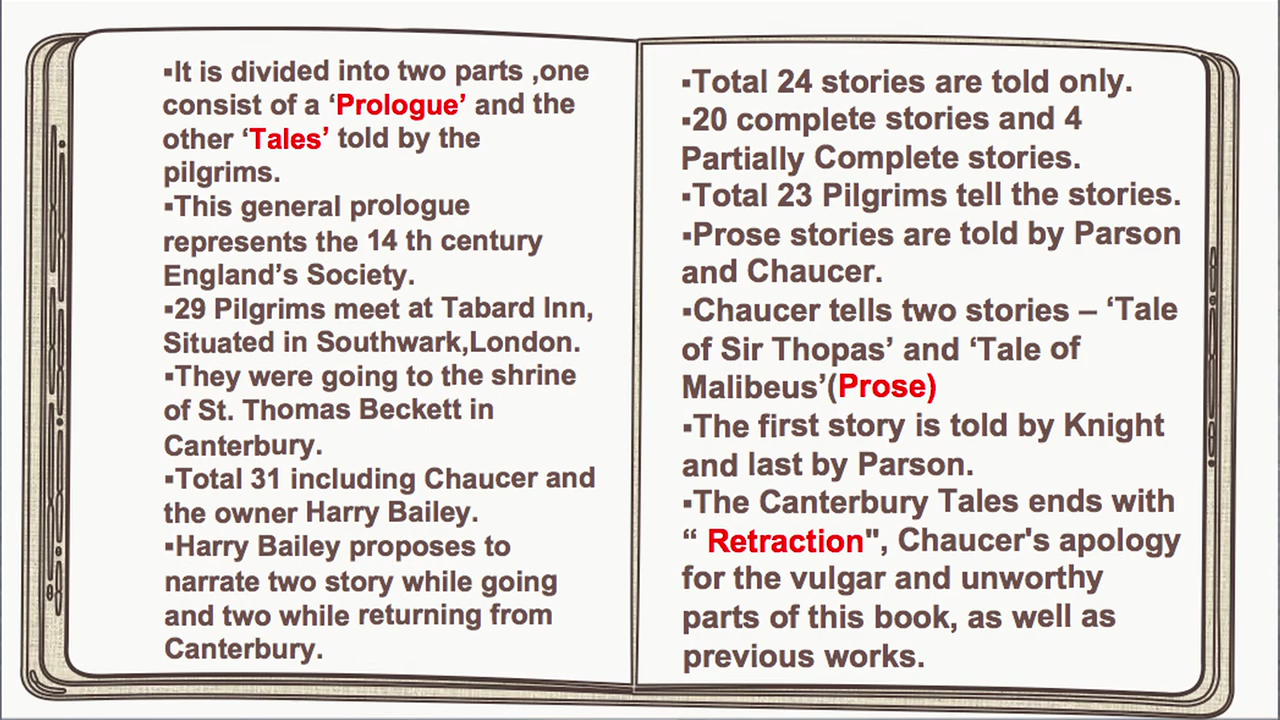 ▪It is divided into two parts ,one
consist of a ‘Prologue’ and the
other ‘Tales’ told by the
pilgrims.
▪This general prologue
represents the 14 th century
England’s Society.
▪29 Pilgrims meet at Tabard Inn,
Situated in Southwark,London.
▪They were going to the shrine
of St. Thomas Beckett in
Canterbury.
▪Total 31 including Chaucer and
the owner Harry Bailey.
▪Harry Bailey proposes to
narrate two story while going
and two while returning from
Canterbury.
▪Total 24 stories are told only.
▪20 complete stories and 4
Partially Complete stories.
▪Total 23 Pilgrims tell the stories.
▪Prose stories are told by Parson
and Chaucer.
▪Chaucer tells two stories – ‘Tale
of Sir Thopas’ and ‘Tale of
Malibeus’(Prose)
▪The first story is told by Knight
and last by Parson.
▪The Canterbury Tales ends with
“ Retraction", Chaucer's apology
for the vulgar and unworthy
parts of this book, as well as
previous works.